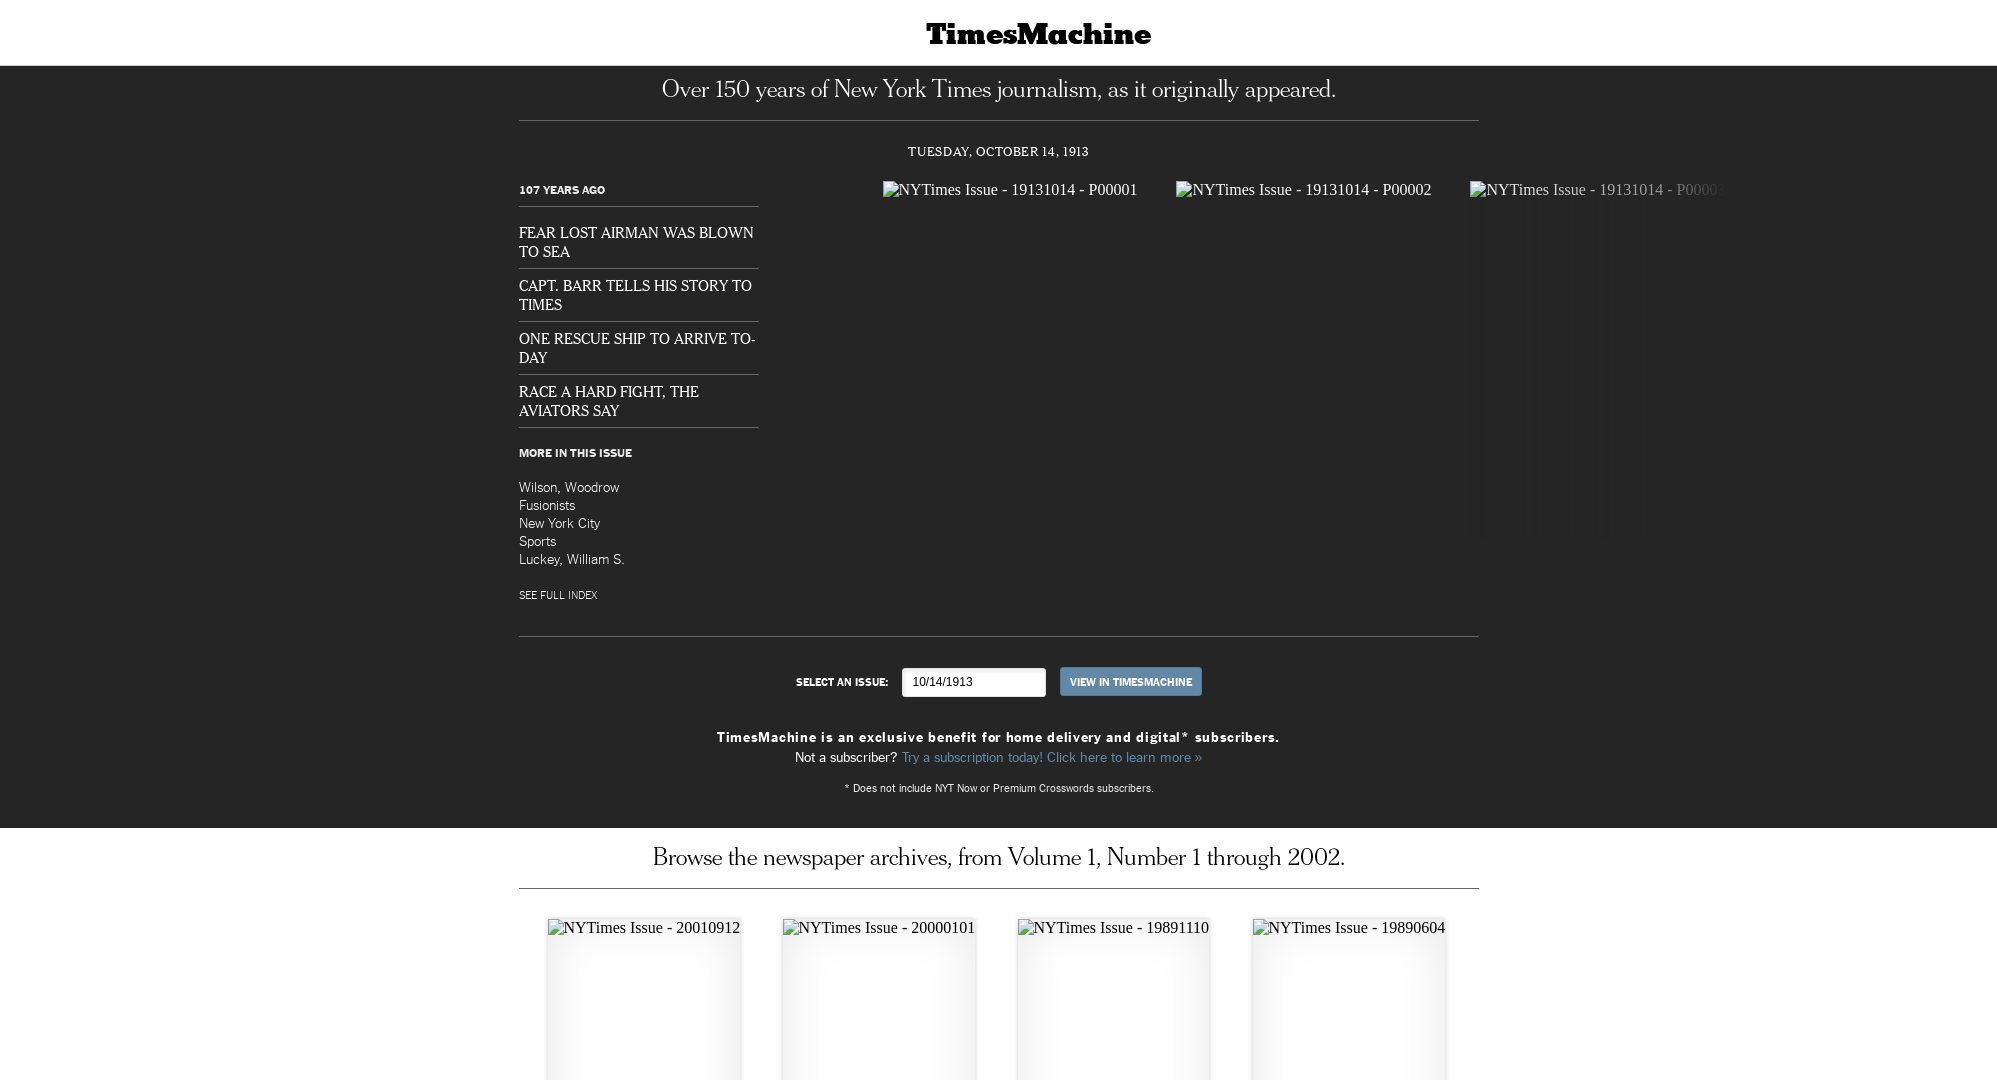 TimesMachine
Over 150 years of New York Times journalism, as it originally appeared.
TUESDAY, OCTOBER 14, 1913
107 YEARS AGO
FEAR LOST AIRMAN WAS BLOWN
TO SEA
CAPT. BARR TELLS HIS STORY TO
TIMES
ONE RESCUE SHIP TO ARRIVE TO-
DAY
RACE A HARD FIGHT, THE
AVIATORS SAY
MORE IN THIS ISSUE
Wilson, Woodrow
Fusionists
New York City
Sports
Luckey, William S.
SEE FULL INDEX
NYTimes Issue - 19131014 - P00001
NYTimes Issue - 19131014 - P00002
NYTimes Issue - 19131014 - P00003
SELECT AN ISSUE:
10/14/1913
VIEW IN TIMESMACHINE
TimesMachine is an exclusive benefit for home delivery and digital* subscribers.
Not a subscriber? Try a subscription today! Click here to learn more »
* Does not include NYT Now or Premium Crosswords subscribers.
Browse the newspaper archives, from Volume 1, Number 1 through 2002.
NYTimes Issue - 20010912
NYTimes Issue - 20000101
NYTimes Issue - 19891110
NYTimes Issue - 19890604